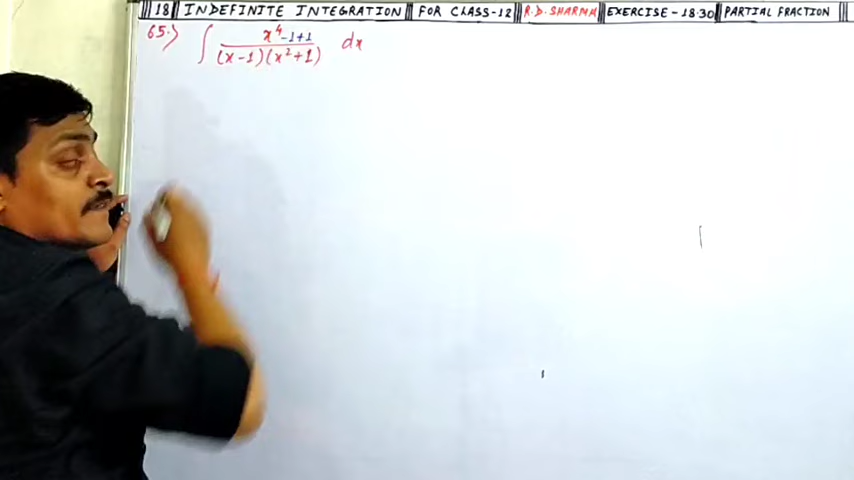 18 INDEFINITE INTEGRATION FOR CLASS-12 R.D. SHARMA EXERCISE-18.30 PARTIAL FRACTION
65.> ∫ x⁴-1+1 / (x-1)(x²+1) dx